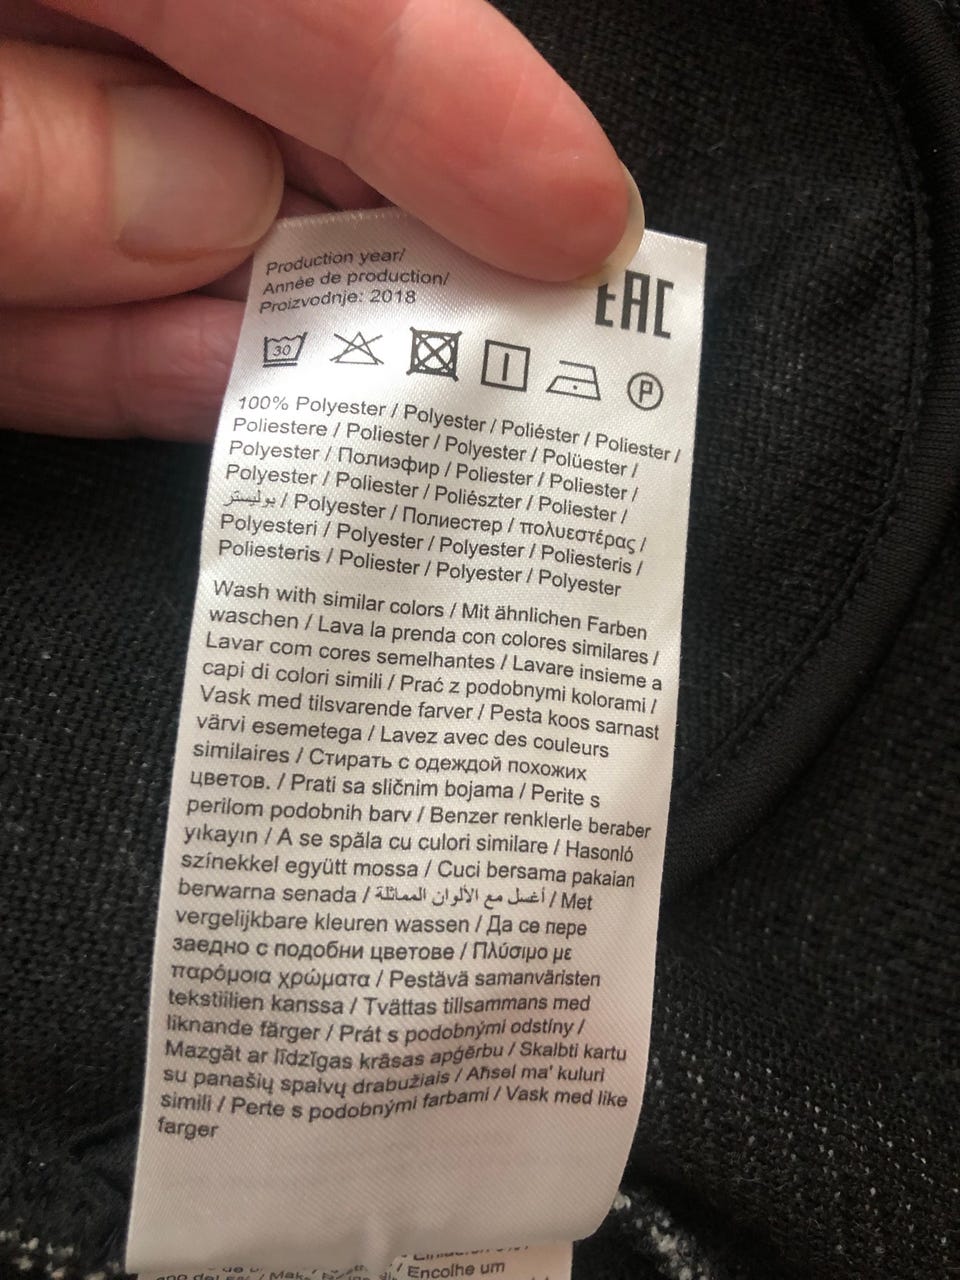 Production year/
Année de production/
Proizvodnje: 2018
EAC
30
P
100% Polyester / Polyester / Poliéster / Poliester /
Poliestere / Poliester / Polyester / Polüester /
Polyester / Полиэфир / Poliester / Poliester /
Polyester / Poliester / Poliészter / Poliester /
بوليستر / Polyester / Полиестер / πολυεστέρας /
Polyesteri / Polyester / Polyester / Poliesteris /
Poliesteris / Poliester / Polyester / Polyester
Wash with similar colors / Mit ähnlichen Farben
waschen / Lava la prenda con colores similares /
Lavar com cores semelhantes / Lavare insieme a
capi di colori simili / Prać z podobnymi kolorami /
Vask med tilsvarende farver / Pesta koos sarnast
värvi esemetega / Lavez avec des couleurs
similaires / Стирать с одеждой похожих
цветов. / Prati sa sličnim bojama / Perite s
perilom podobnih barv / Benzer renklerle beraber
yıkayın / A se spăla cu culori similare / Hasonló
színekkel együtt mossa / Cuci bersama pakaian
berwarna senada / أغسل مع الألوان المماثلة / Met
vergelijkbare kleuren wassen / Да се пере
заедно с подобни цветове / Πλύσιμο με
παρόμοια χρώματα / Pestävä samanväristen
tekstiilien kanssa / Tvättas tillsammans med
liknande färger / Prát s podobnými odstíny /
Mazgāt ar līdzīgas krāsas apģērbu / Skalbti kartu
su panašių spalvų drabužiais / Aħsel ma' kuluri
simili / Perte s podobnými farbami / Vask med like
farger
/ Encolhe um